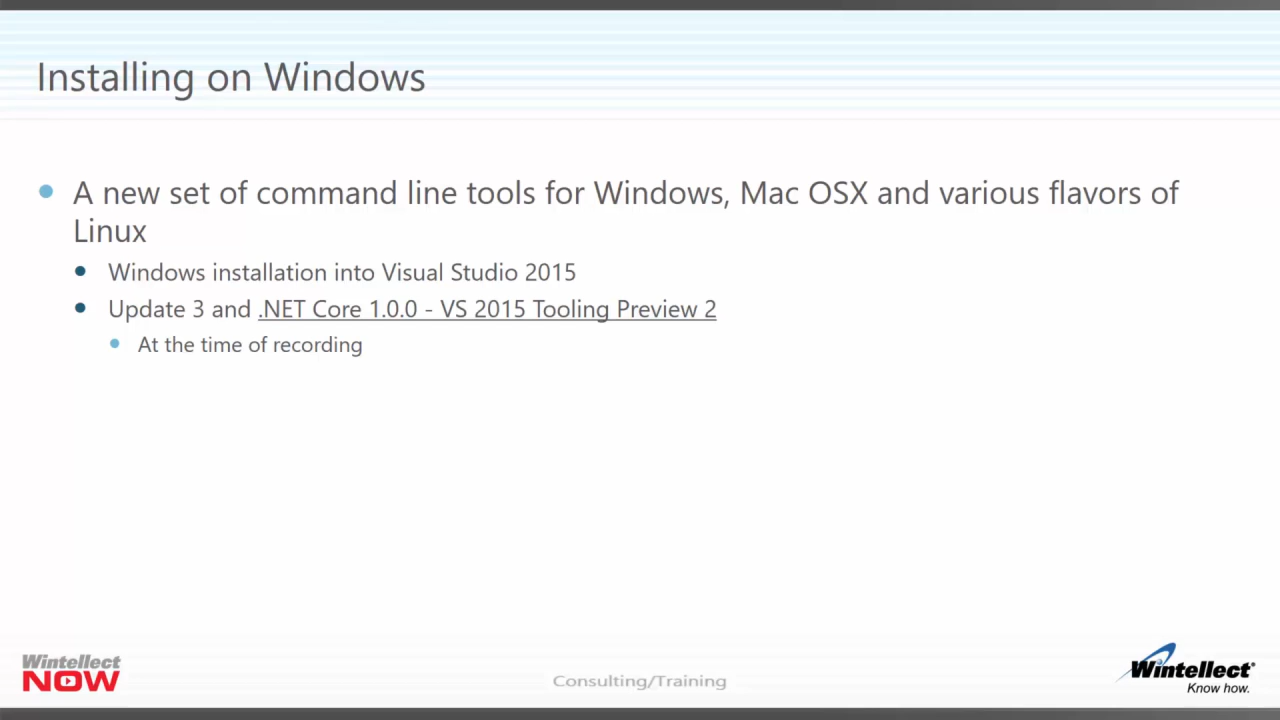 Installing on Windows
A new set of command line tools for Windows, Mac OSX and various flavors of
Linux
Windows installation into Visual Studio 2015
Update 3 and .NET Core 1.0.0 - VS 2015 Tooling Preview 2
At the time of recording
Wintellect
NOW
Consulting/Training
Wintellect®
Know how.